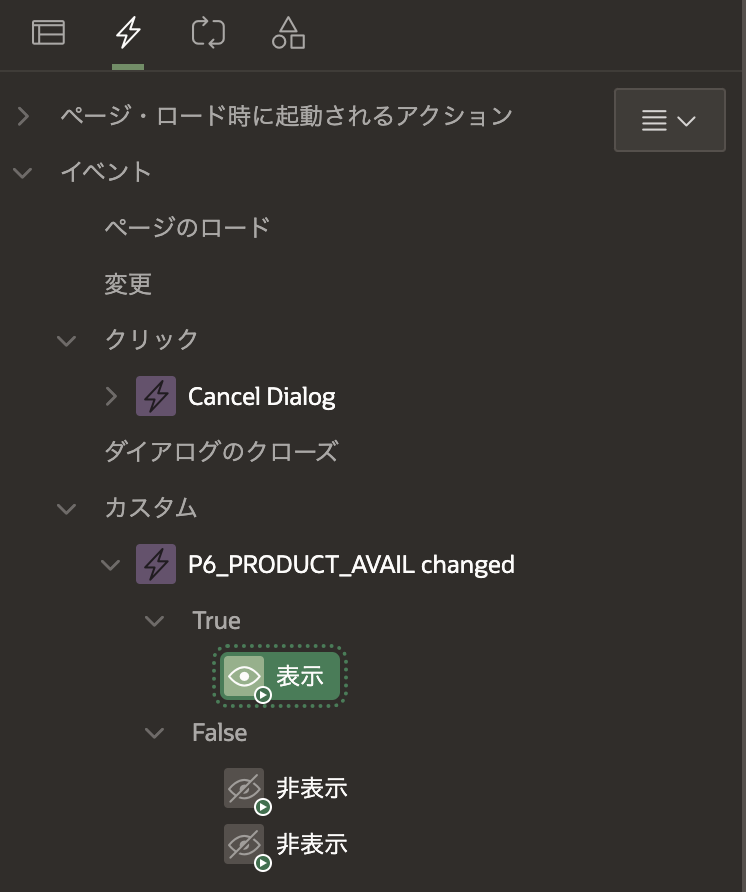 ページ・ロード時に起動されるアクション
イベント
ページのロード
変更
クリック
Cancel Dialog
ダイアログのクローズ
カスタム
P6_PRODUCT_AVAIL changed
True
表示
False
非表示
非表示